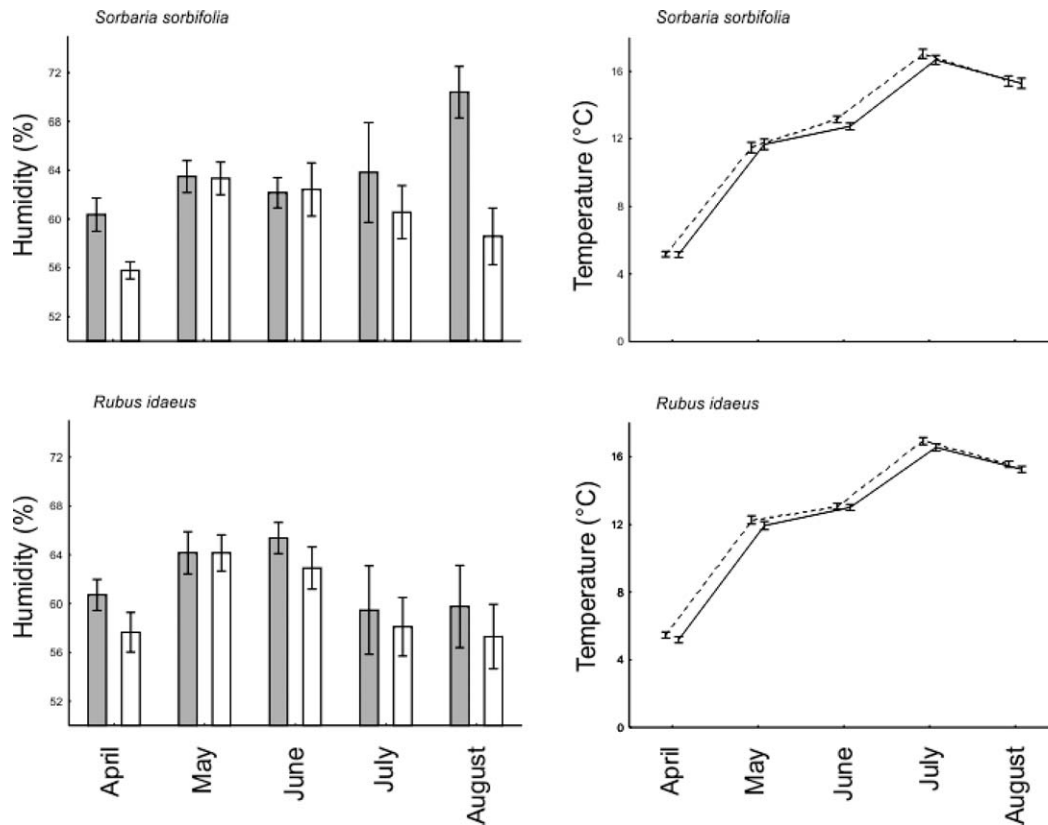 Sorbaria sorbifolia
Humidity (%)
72
68
64
60
56
52
Sorbaria sorbifolia
Temperature (°C)
16
12
8
4
0
Rubus idaeus
Humidity (%)
72
68
64
60
56
52
April
May
June
July
August
Rubus idaeus
Temperature (°C)
16
12
8
4
0
April
May
June
July
August